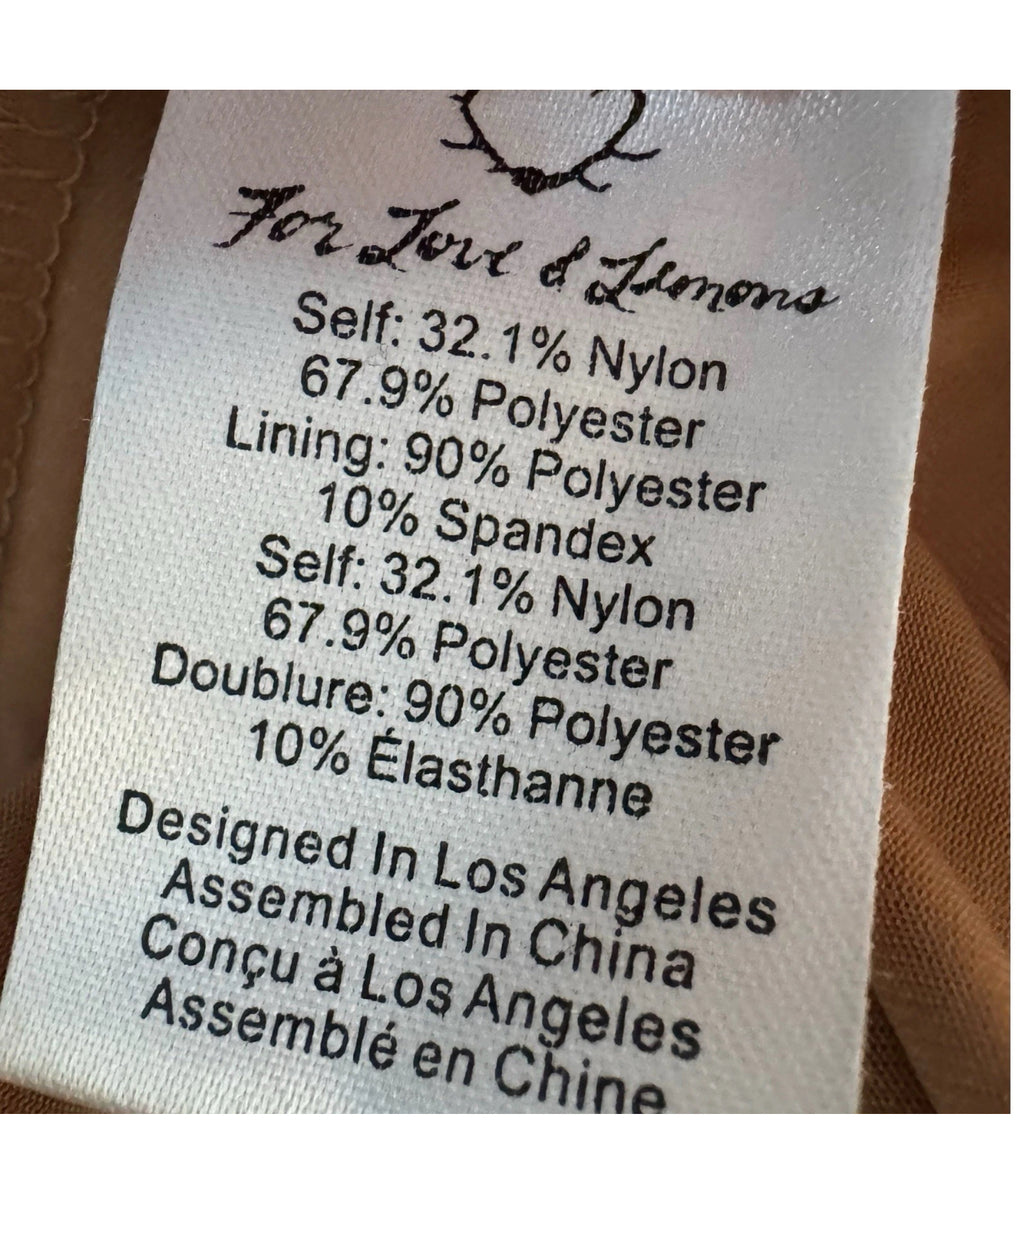 For Love & Lemons
Self: 32.1% Nylon
67.9% Polyester
Lining: 90% Polyester
10% Spandex
Self: 32.1% Nylon
67.9% Polyester
Doublure: 90% Polyester
10% Élasthanne
Designed In Los Angeles
Assembled In China
Conçu à Los Angeles
Assemblé en Chine